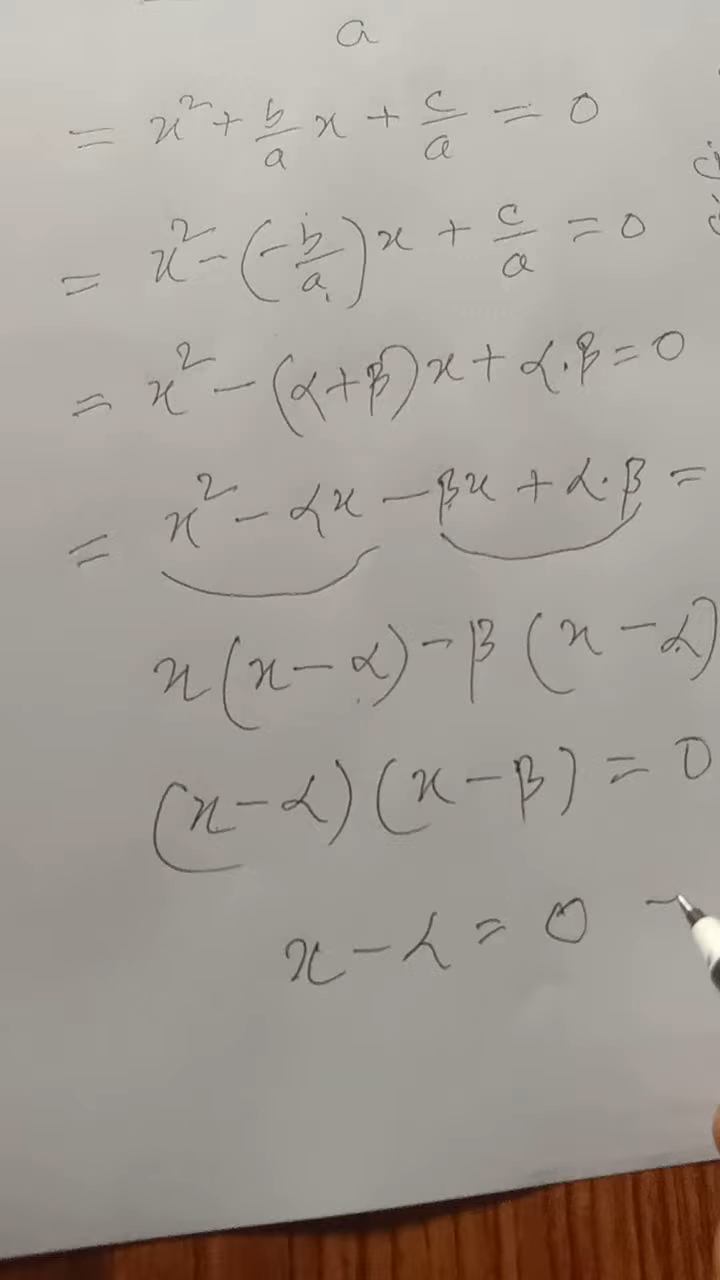 a
= x² + b/a x + c/a = 0
= x² - (-b/a) x + c/a = 0
= x² - (α+β) x + α.β = 0
= x² - αx - βx + α.β =
x(x-α) - β(x-α)
(x-α)(x-β) = 0
x-α = 0